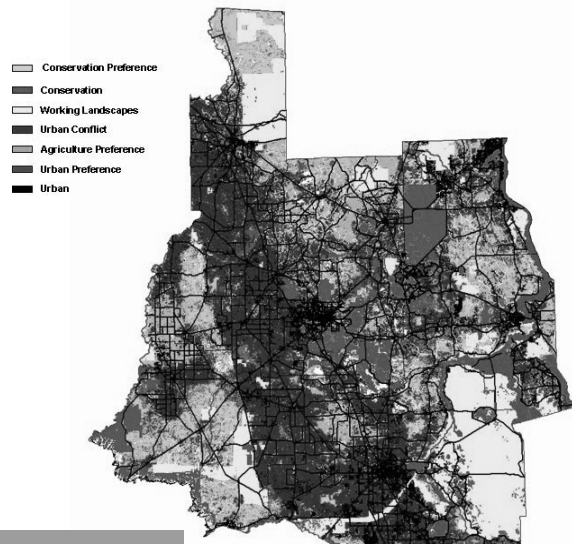 Conservation Preference
Conservation
Working Landscapes
Urban Conflict
Agriculture Preference
Urban Preference
Urban